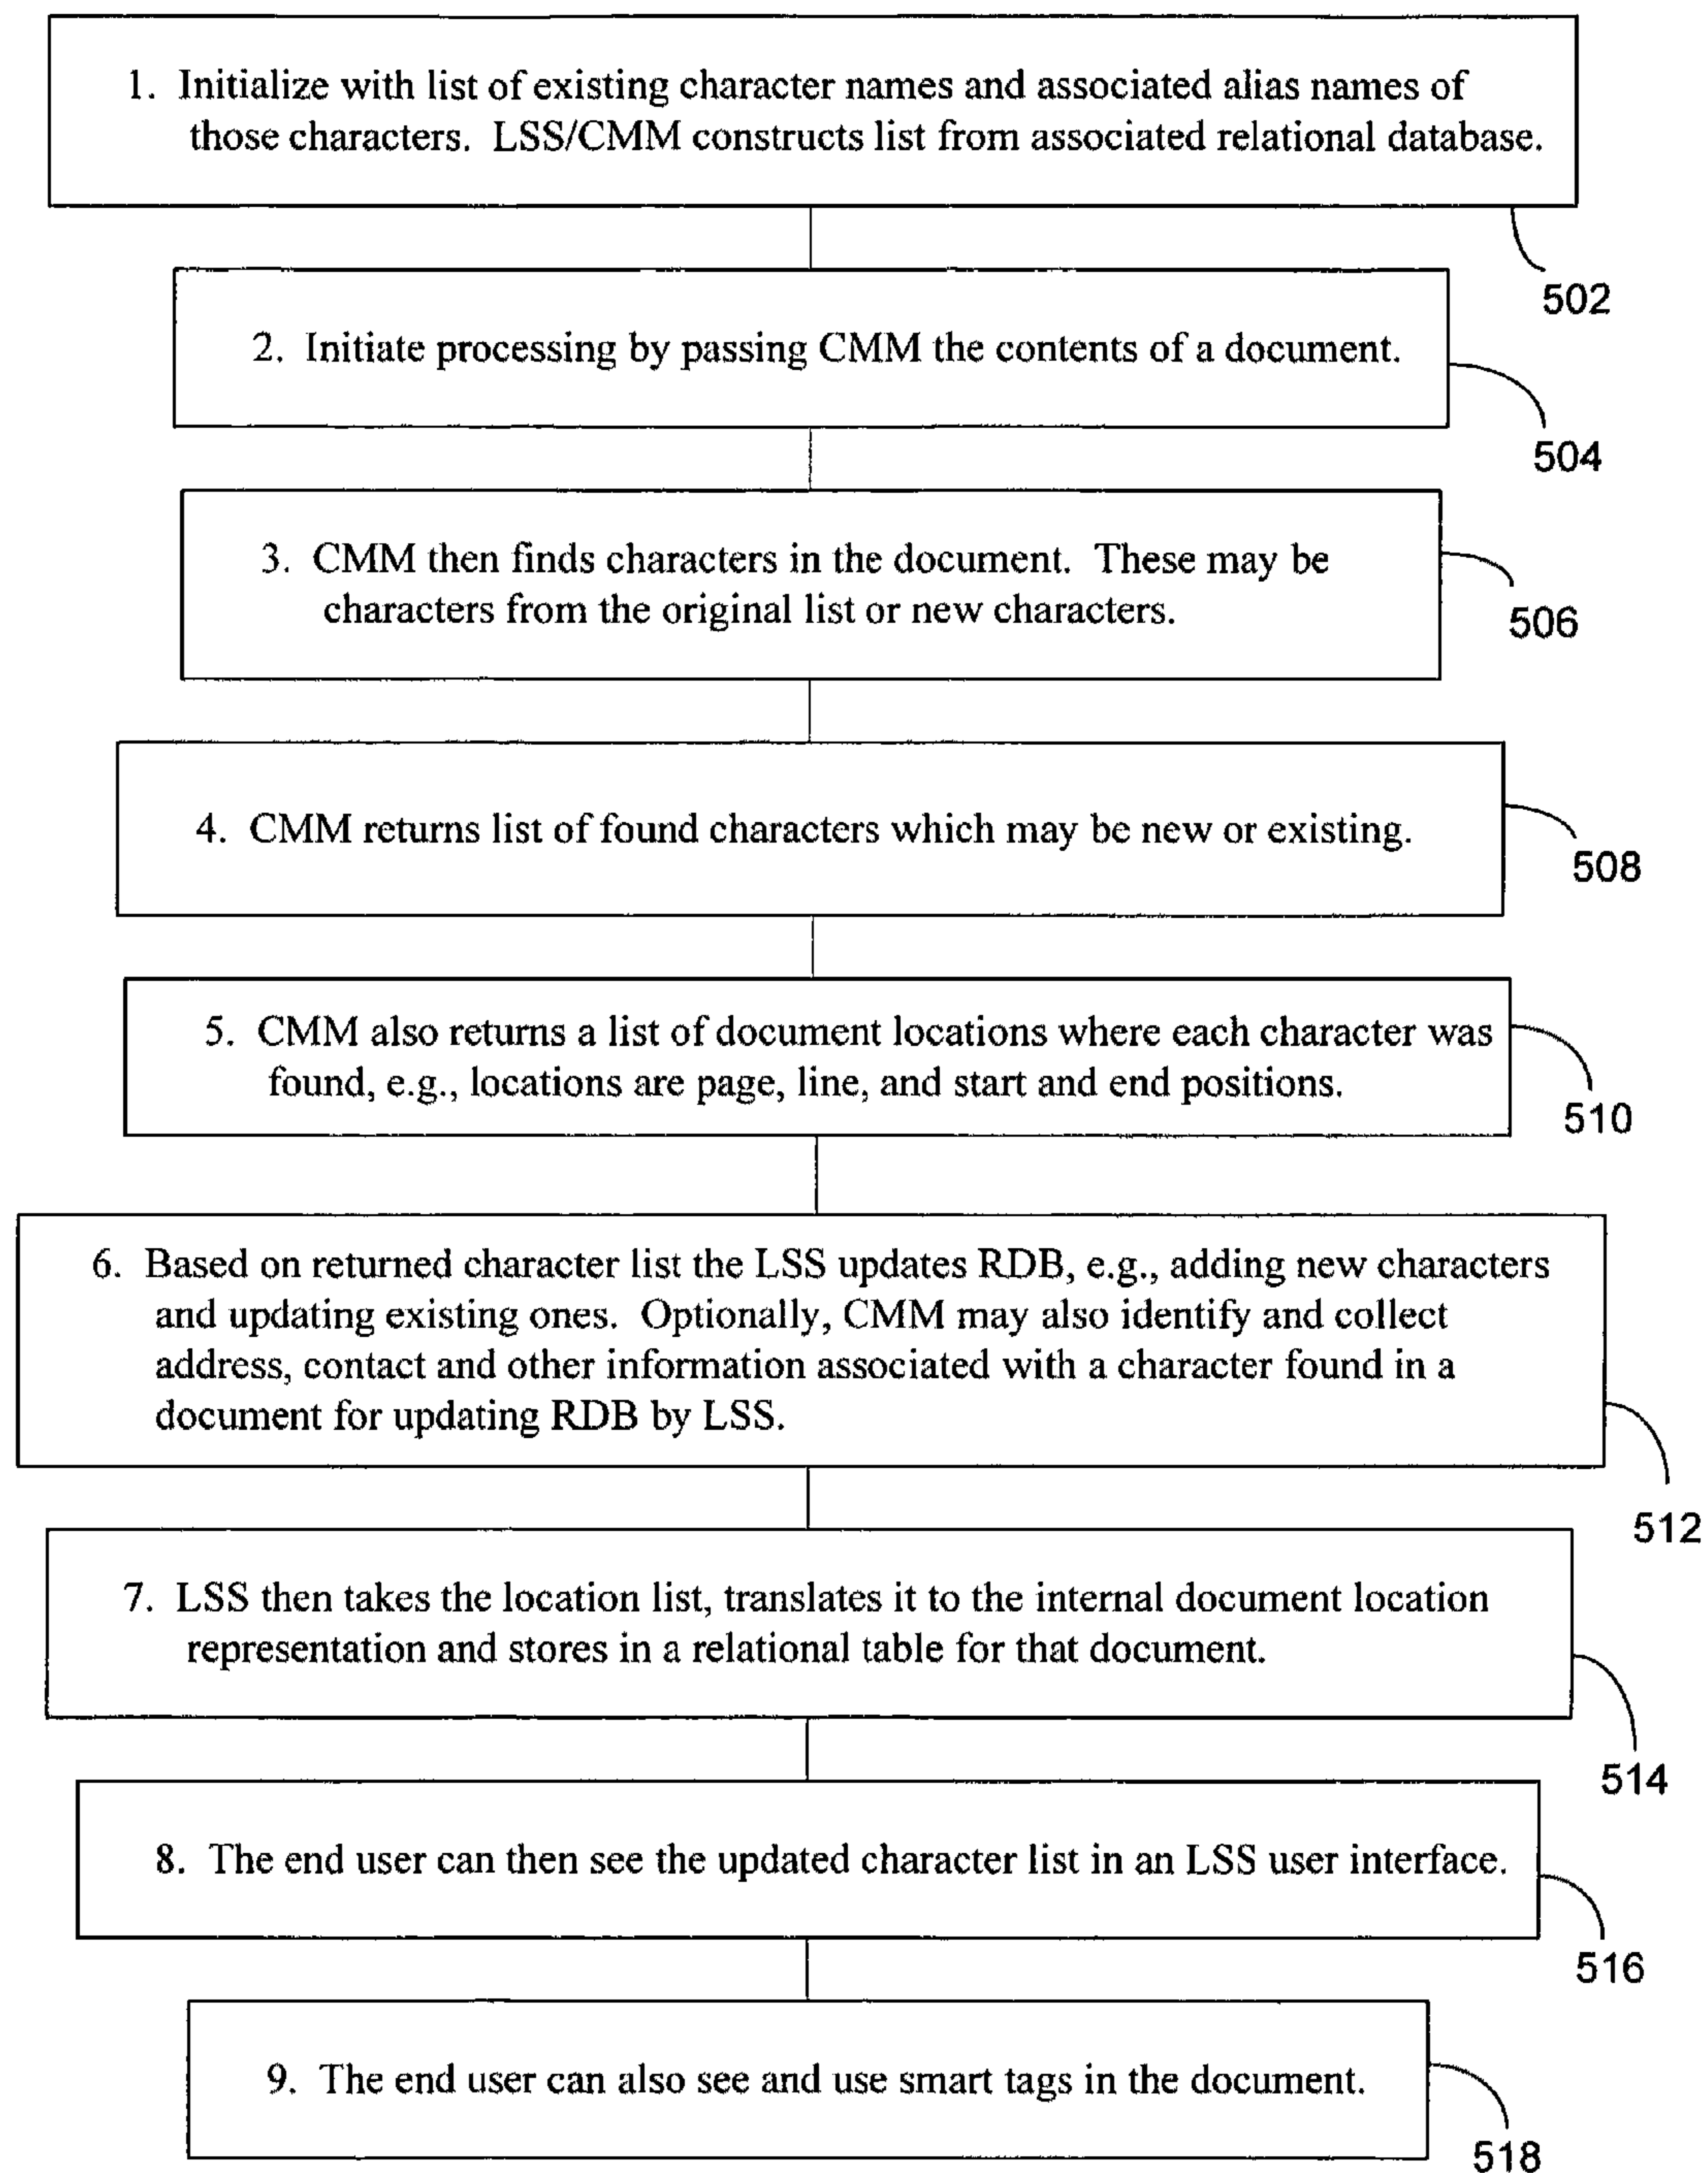 1. Initialize with list of existing character names and associated alias names of
those characters. LSS/CMM constructs list from associated relational database.
502
2. Initiate processing by passing CMM the contents of a document.
504
3. CMM then finds characters in the document. These may be
characters from the original list or new characters.
506
4. CMM returns list of found characters which may be new or existing.
508
5. CMM also returns a list of document locations where each character was
found, e.g., locations are page, line, and start and end positions.
510
6. Based on returned character list the LSS updates RDB, e.g., adding new characters
and updating existing ones. Optionally, CMM may also identify and collect
address, contact and other information associated with a character found in a
document for updating RDB by LSS.
512
7. LSS then takes the location list, translates it to the internal document location
representation and stores in a relational table for that document.
514
8. The end user can then see the updated character list in an LSS user interface.
516
9. The end user can also see and use smart tags in the document.
518